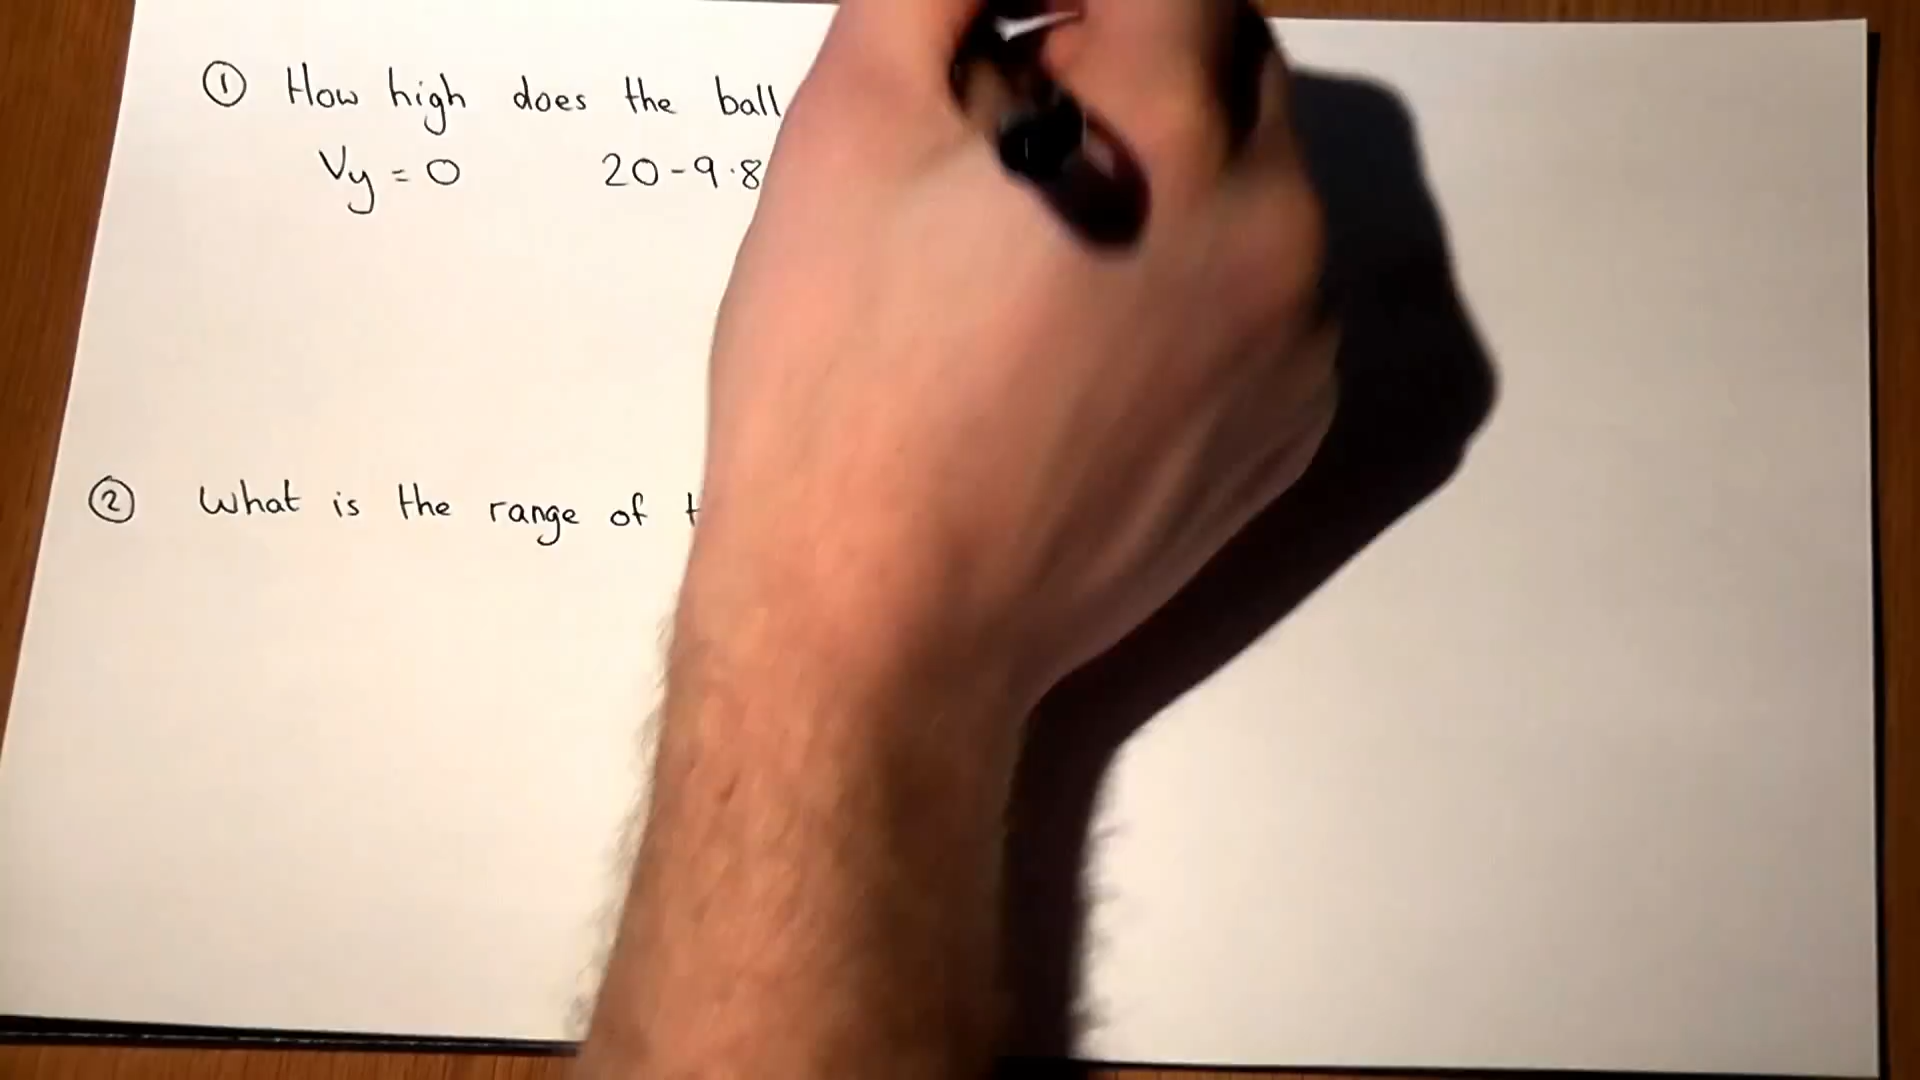 ① How high does the ball
Vy = 0 20 - 9.8
② What is the range of